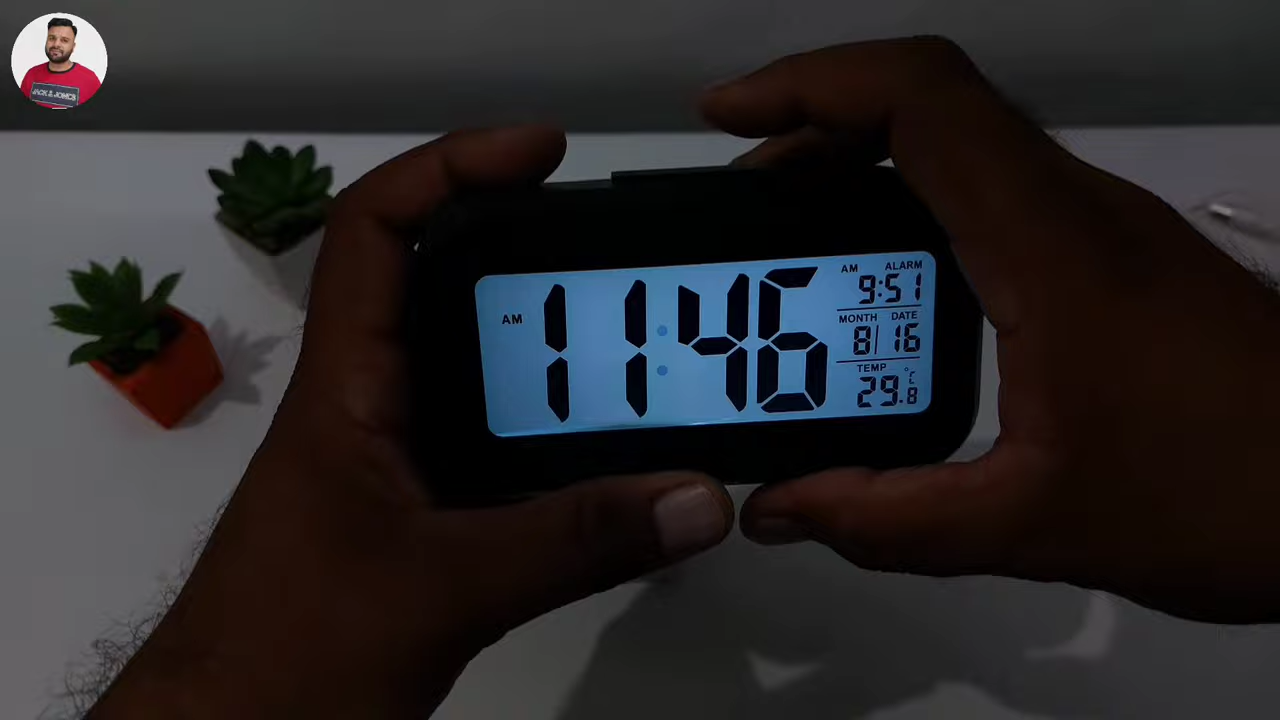 JACK & JONES
AM 11:46
AM ALARM
9:51
MONTH DATE
8| 16
TEMP
29.8 °C